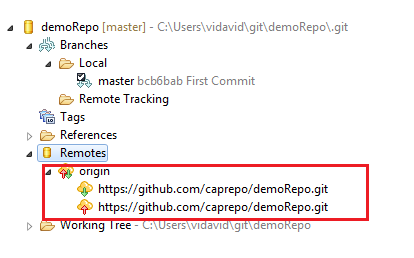 demoRepo [master] - C:\Users\vidavid\git\demoRepo\.git
Branches
Local
master bcb6bab First Commit
Remote Tracking
Tags
References
Remotes
origin
https://github.com/caprepo/demoRepo.git
https://github.com/caprepo/demoRepo.git
Working Tree - C:\Users\vidavid\git\demoRepo